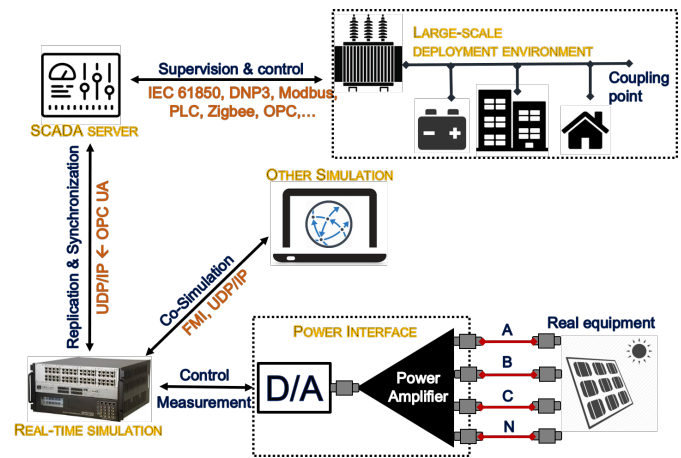 LARGE-SCALE
DEPLOYMENT ENVIRONMENT
Supervision & control
IEC 61850, DNP3, Modbus,
PLC, Zigbee, OPC,...
Coupling
point
SCADA SERVER
Replication & Synchronization
UDP/IP ← OPC UA
OTHER SIMULATION
Co-Simulation
FMI, UDP/IP
POWER INTERFACE
A
Real equipment
B
Control
D/A
Power
Amplifier
Measurement
C
N
REAL-TIME SIMULATION